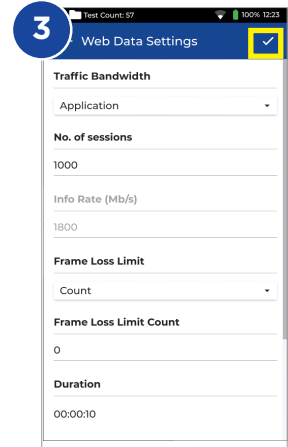 3
Test Count: 57 100% 12:23
Web Data Settings
Traffic Bandwidth
Application
No. of sessions
1000
Info Rate (Mb/s)
1800
Frame Loss Limit
Count
Frame Loss Limit Count
0
Duration
00:00:10